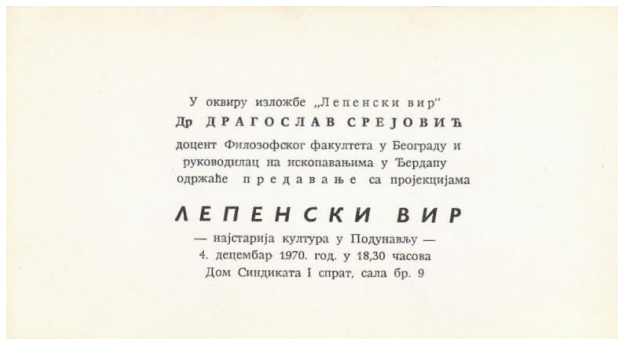 У оквиру изложбе „Лепенски вир”
Др ДРАГОСЛАВ СРЕЈОВИЋ
доцент Филозофског факултета у Београду и
руководилац на ископавањима у Ђердапу
одржаће предавање са пројекцијама
ЛЕПЕНСКИ ВИР
— најстарија култура у Подунављу —
4. децембар 1970. год. у 18,30 часова
Дом Синдиката I спрат, сала бр. 9